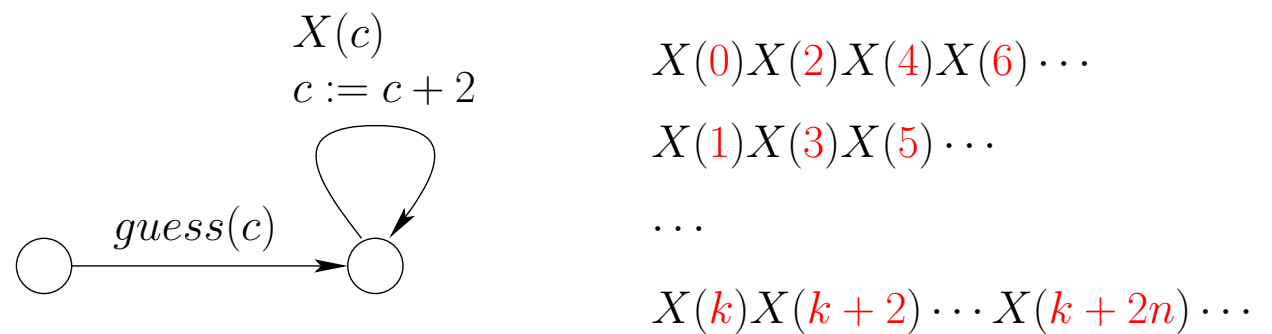 X(c)
c := c + 2
guess(c)
X(0)X(2)X(4)X(6) · · ·
X(1)X(3)X(5) · · ·
· · ·
X(k)X(k + 2) · · · X(k + 2n) · · ·